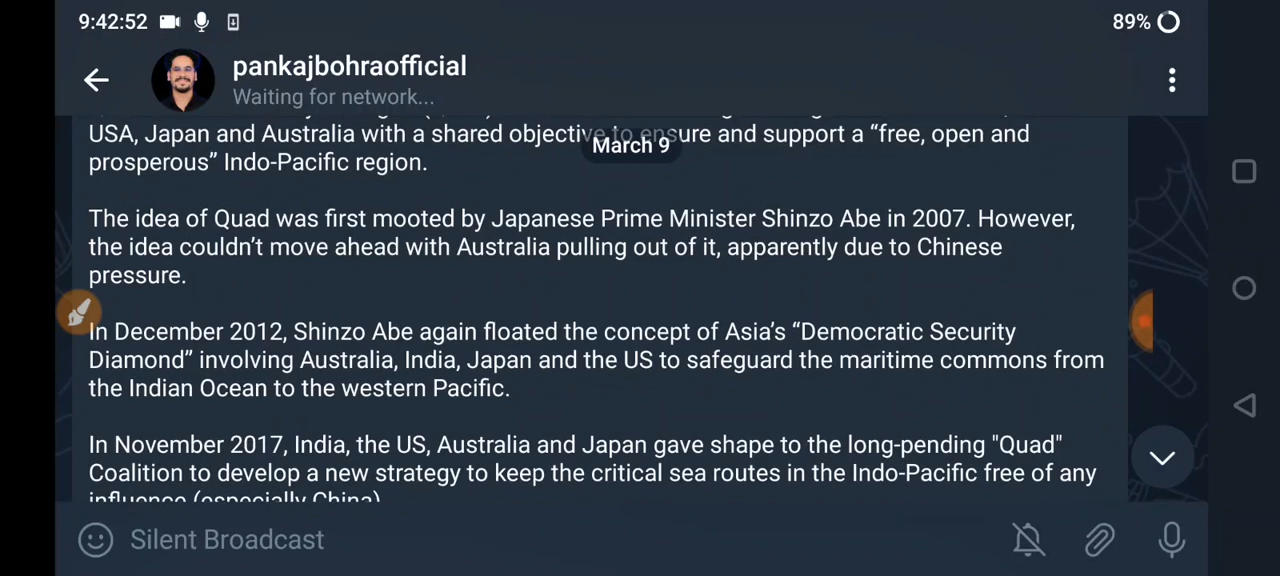 9:42:52
89%
pankajbohraofficial
Waiting for network...
USA, Japan and Australia with a shared objective to ensure and support a “free, open and
March 9
prosperous” Indo-Pacific region.
The idea of Quad was first mooted by Japanese Prime Minister Shinzo Abe in 2007. However,
the idea couldn’t move ahead with Australia pulling out of it, apparently due to Chinese
pressure.
In December 2012, Shinzo Abe again floated the concept of Asia’s “Democratic Security
Diamond” involving Australia, India, Japan and the US to safeguard the maritime commons from
the Indian Ocean to the western Pacific.
In November 2017, India, the US, Australia and Japan gave shape to the long-pending "Quad"
Coalition to develop a new strategy to keep the critical sea routes in the Indo-Pacific free of any
influence (especially China)
Silent Broadcast